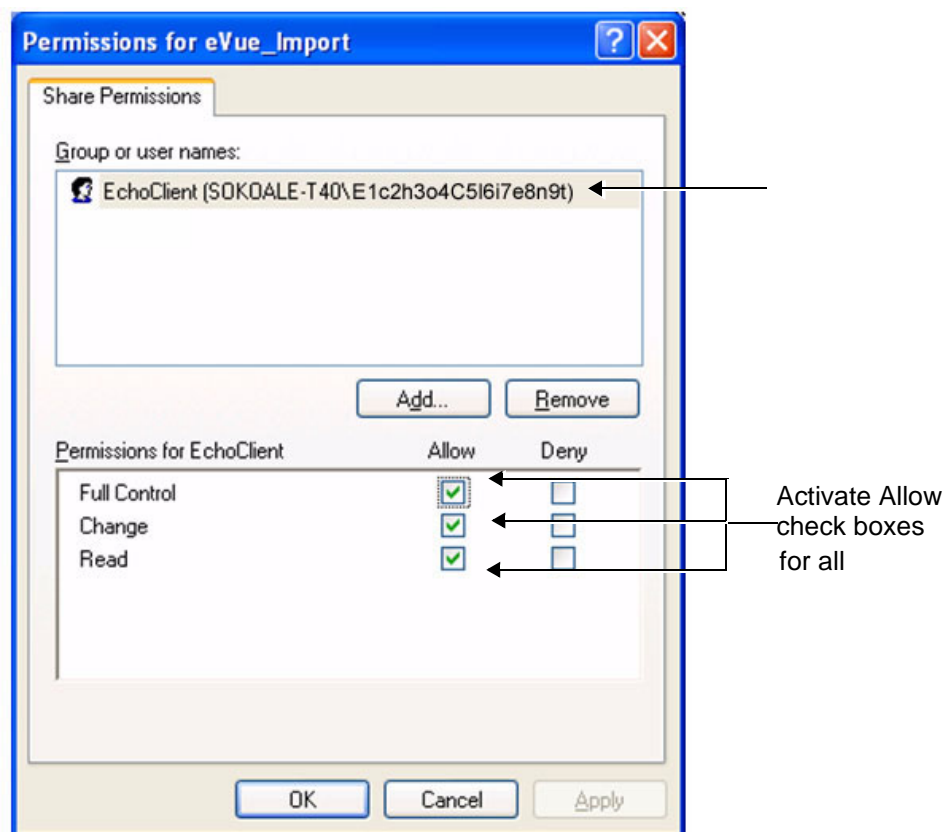 Permissions for eVue_Import
Share Permissions
Group or user names:
EchoClient (SOKOALE-T40\E1c2h3o4C5l6i7e8n9t)
Add...
Remove
Permissions for EchoClient
Allow
Deny
Full Control
Change
Read
Activate Allow
check boxes
for all
OK
Cancel
Apply